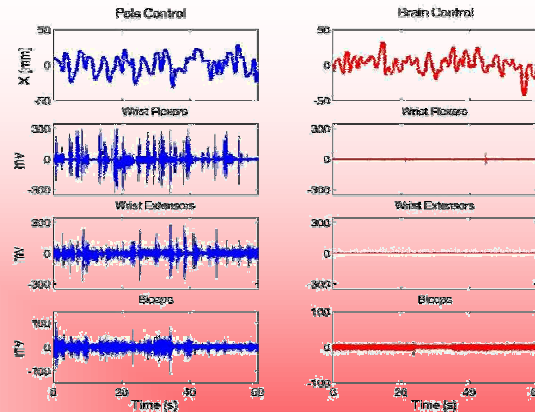 Pole Control
Brain Control
50
0
-50
X [mm]
50
0
-50
Wrist Flexors
Wrist Flexors
300
0
-300
mV
300
0
-300
Wrist Extensors
Wrist Extensors
300
0
-300
mV
300
0
-300
Biceps
Biceps
100
0
-100
mV
100
0
-100
0 20 40 60
0 20 40 60
Time (s)
Time (s)